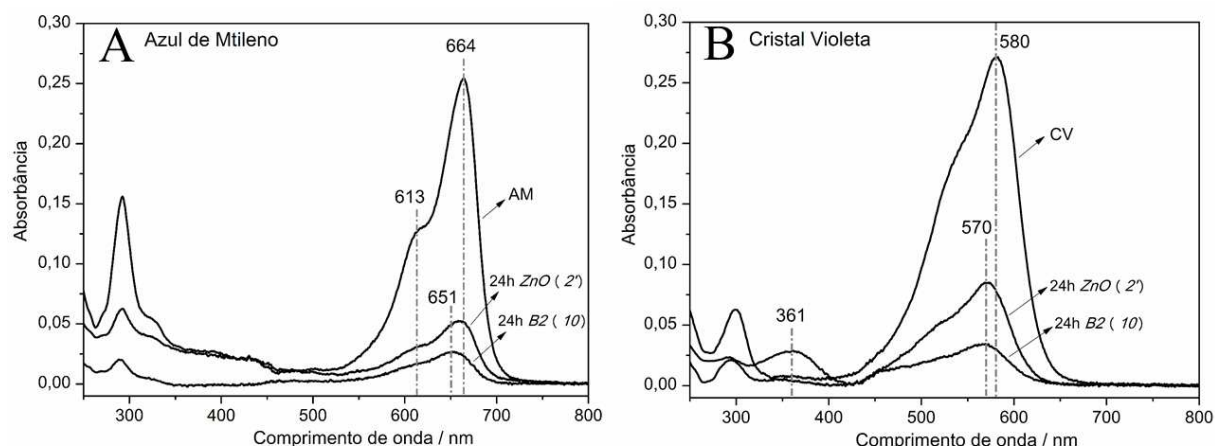 A Azul de Mtileno
664
613
AM
24h ZnO ( 2')
651
24h B2 ( 10)
Absorbância
0,30
0,25
0,20
0,15
0,10
0,05
0,00
300 400 500 600 700 800
Comprimento de onda / nm
B Cristal Violeta
580
CV
570
24h ZnO ( 2')
361
24h B2 ( 10)
Absorbância
0,30
0,25
0,20
0,15
0,10
0,05
0,00
300 400 500 600 700 800
Comprimento de onda / nm